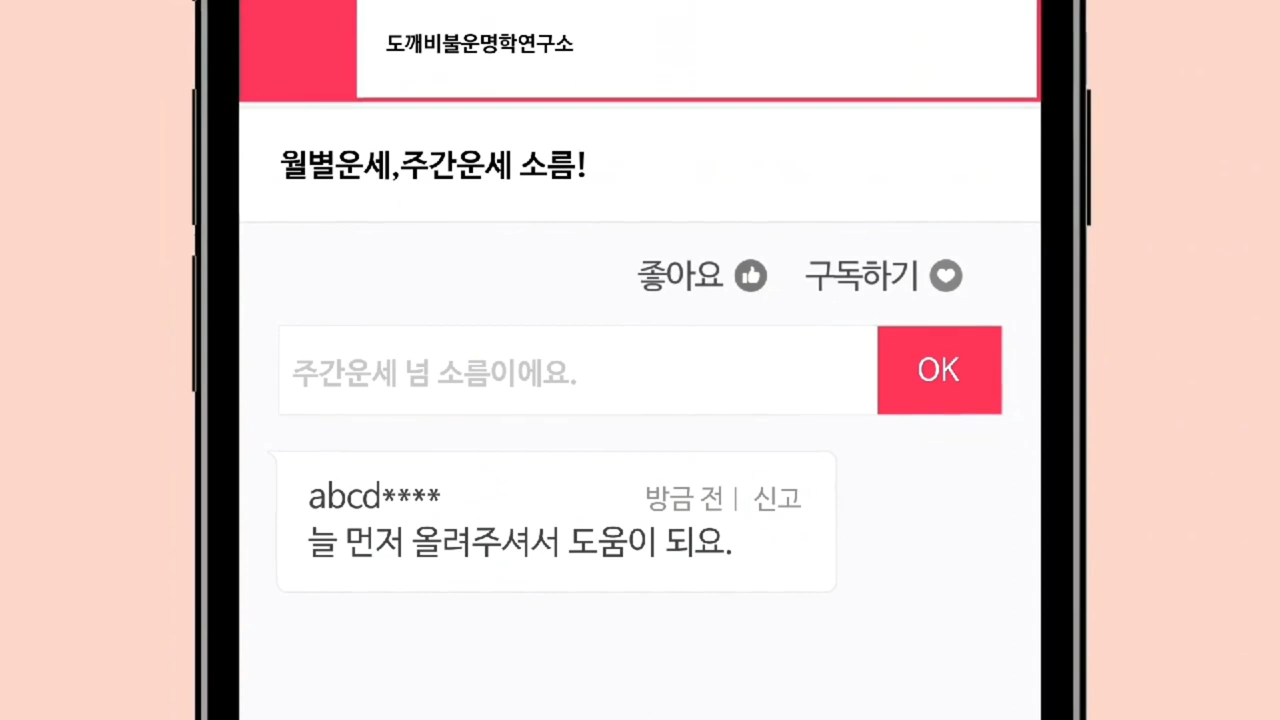 도깨비불운명학연구소
월별운세,주간운세 소름!
좋아요 구독하기
주간운세 넘 소름이에요.
OK
abcd****
방금 전 | 신고
늘 먼저 올려주셔서 도움이 되요.